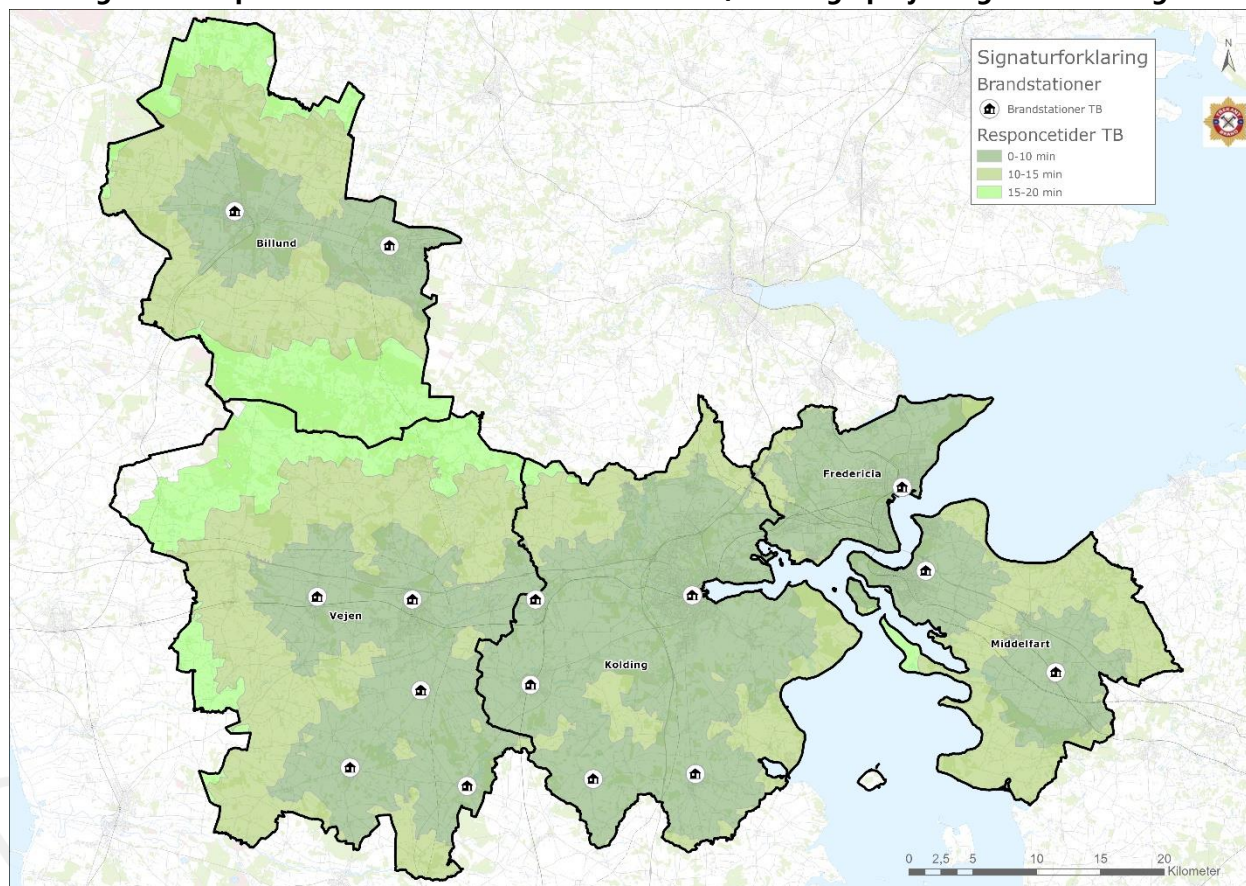 Signaturforklaring
Brandstationer
Brandstationer TB
Responcetider TB
0-10 min
10-15 min
15-20 min
N
Billund
Fredericia
Vejen
Kolding
Middelfart
0 2,5 5 10 15 20
Kilometer